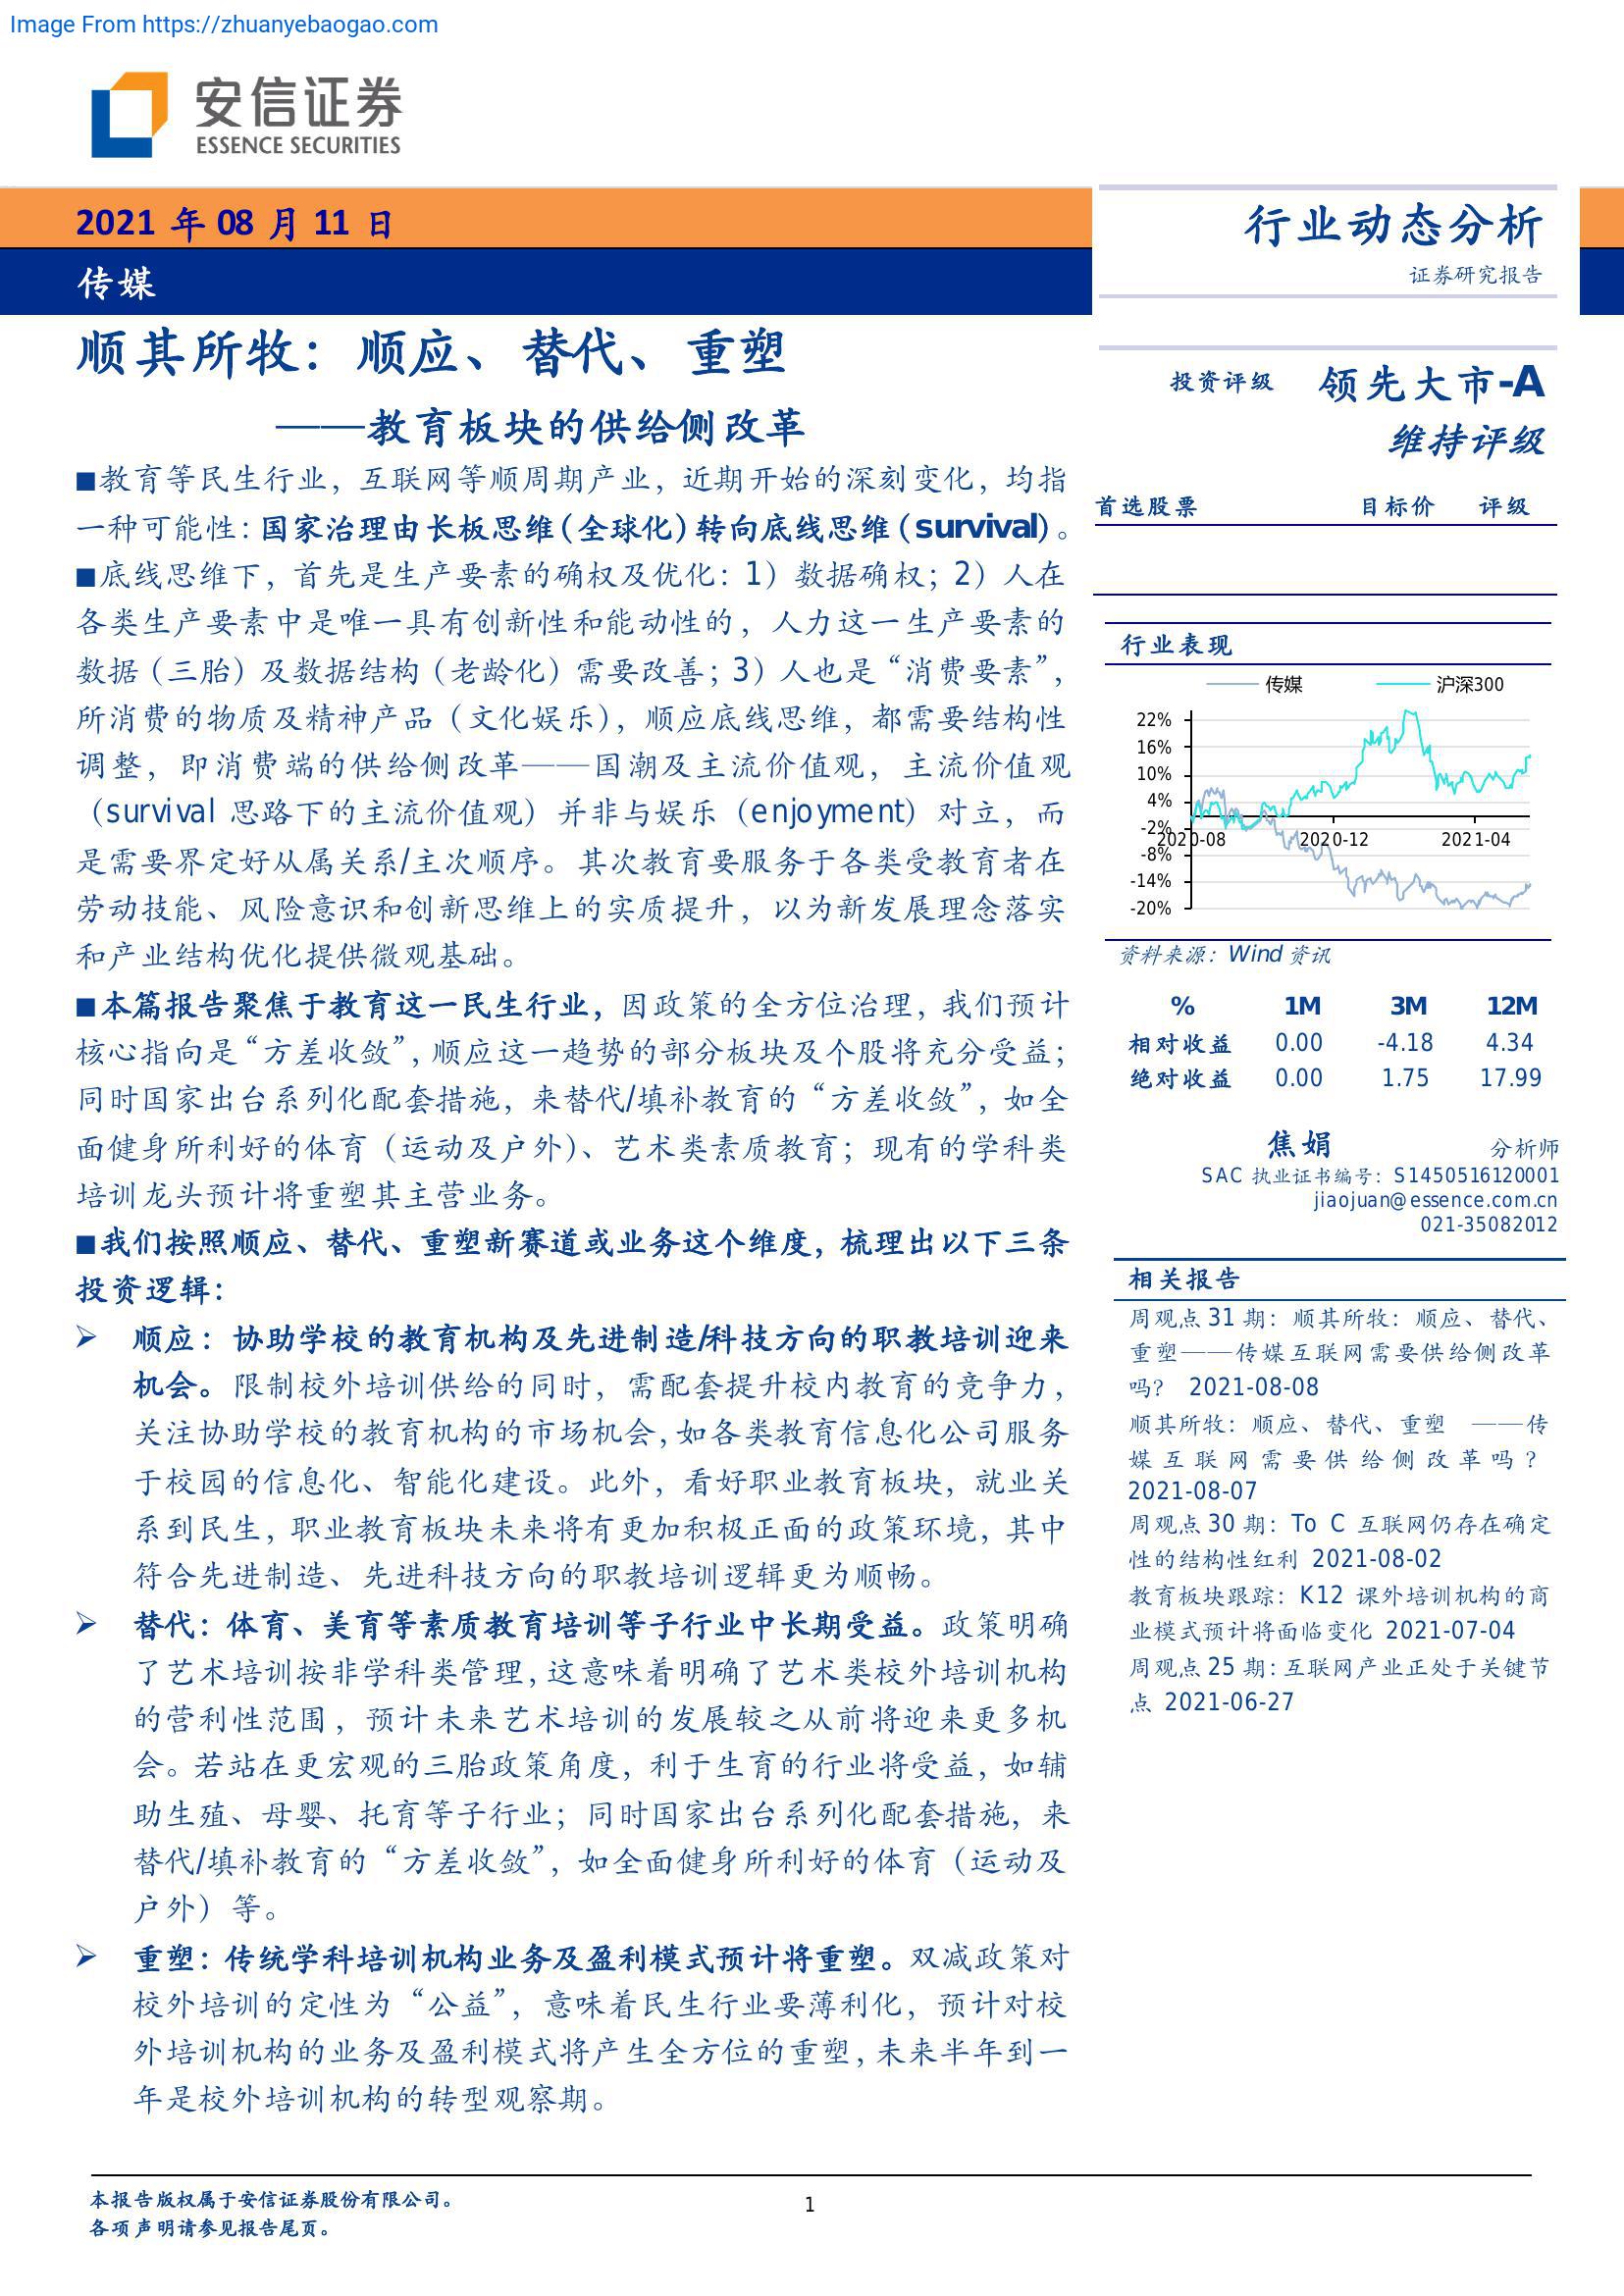 Image From https://zhuanyebaogao.com
安信证券
ESSENCE SECURITIES
2021 年 08 月 11 日
传媒
顺其所牧：顺应、替代、重塑
——教育板块的供给侧改革
■教育等民生行业，互联网等顺周期产业，近期开始的深刻变化，均指
一种可能性：国家治理由长板思维（全球化）转向底线思维（survival）。
■底线思维下，首先是生产要素的确权及优化：1）数据确权；2）人在
各类生产要素中是唯一具有创新性和能动性的，人力这一生产要素的
数据（三胎）及数据结构（老龄化）需要改善；3）人也是“消费要素”，
所消费的物质及精神产品（文化娱乐），顺应底线思维，都需要结构性
调整，即消费端的供给侧改革——国潮及主流价值观，主流价值观
（survival 思路下的主流价值观）并非与娱乐（enjoyment）对立，而
是需要界定好从属关系/主次顺序。其次教育要服务于各类受教育者在
劳动技能、风险意识和创新思维上的实质提升，以为新发展理念落实
和产业结构优化提供微观基础。
■本篇报告聚焦于教育这一民生行业，因政策的全方位治理，我们预计
核心指向是“方差收敛”，顺应这一趋势的部分板块及个股将充分受益；
同时国家出台系列化配套措施，来替代/填补教育的“方差收敛”，如全
面健身所利好的体育（运动及户外）、艺术类素质教育；现有的学科类
培训龙头预计将重塑其主营业务。
■我们按照顺应、替代、重塑新赛道或业务这个维度，梳理出以下三条
投资逻辑：
➢ 顺应：协助学校的教育机构及先进制造/科技方向的职教培训迎来
机会。限制校外培训供给的同时，需配套提升校内教育的竞争力，
关注协助学校的教育机构的市场机会，如各类教育信息化公司服务
于校园的信息化、智能化建设。此外，看好职业教育板块，就业关
系到民生，职业教育板块未来将有更加积极正面的政策环境，其中
符合先进制造、先进科技方向的职教培训逻辑更为顺畅。
➢ 替代：体育、美育等素质教育培训等子行业中长期受益。政策明确
了艺术培训按非学科类管理，这意味着明确了艺术类校外培训机构
的营利性范围，预计未来艺术培训的发展较之从前将迎来更多机
会。若站在更宏观的三胎政策角度，利于生育的行业将受益，如辅
助生殖、母婴、托育等子行业；同时国家出台系列化配套措施，来
替代/填补教育的“方差收敛”，如全面健身所利好的体育（运动及
户外）等。
➢ 重塑：传统学科培训机构业务及盈利模式预计将重塑。双减政策对
校外培训的定性为“公益”，意味着民生行业要薄利化，预计对校
外培训机构的业务及盈利模式将产生全方位的重塑，未来半年到一
年是校外培训机构的转型观察期。
行业动态分析
证券研究报告
投资评级 领先大市-A
维持评级
首选股票 目标价 评级
行业表现
传媒 沪深300
22%
16%
10%
4%
-2%
2020-08 2020-12 2021-04
-8%
-14%
-20%
资料来源：Wind 资讯
% 1M 3M 12M
相对收益 0.00 -4.18 4.34
绝对收益 0.00 1.75 17.99
焦娟 分析师
SAC 执业证书编号：S1450516120001
jiaojuan@essence.com.cn
021-35082012
相关报告
周观点 31 期：顺其所牧：顺应、替代、
重塑——传媒互联网需要供给侧改革
吗？ 2021-08-08
顺其所牧：顺应、替代、重塑 ——传
媒互联网需要供给侧改革吗？
2021-08-07
周观点 30 期：To C 互联网仍存在确定
性的结构性红利 2021-08-02
教育板块跟踪：K12 课外培训机构的商
业模式预计将面临变化 2021-07-04
周观点 25 期：互联网产业正处于关键节
点 2021-06-27
本报告版权属于安信证券股份有限公司。
各项声明请参见报告尾页。
1